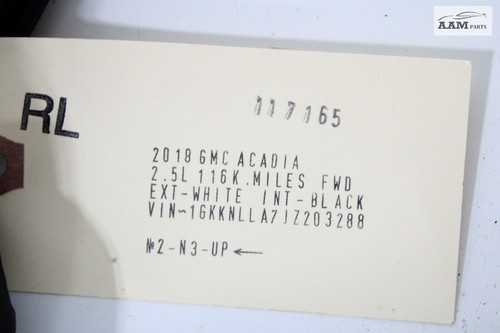 AAM PARTS
RL
117165
2018 GMC ACADIA
2.5L 116K.MILES FWD
EXT-WHITE INT-BLACK
VIN~1GKKNLLA7JZ203288
№2-N3-UP←